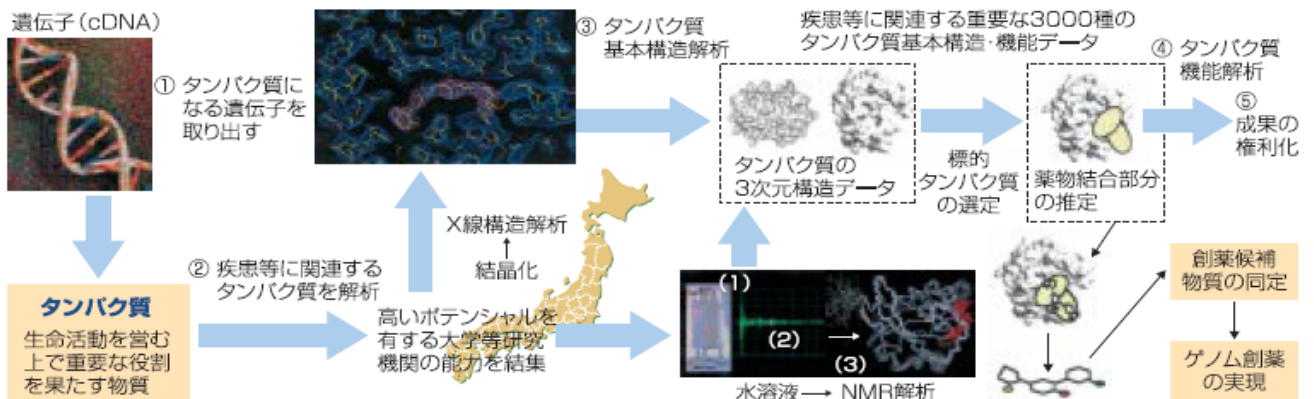 遺伝子(cDNA)
① タンパク質に
なる遺伝子を
取り出す
タンパク質
生命活動を営む
上で重要な役割
を果たす物質
② 疾患等に関連する
タンパク質を解析
X線構造解析
結晶化
高いポテンシャルを
有する大学等研究
機関の能力を結集
③ タンパク質
基本構造解析
疾患等に関連する重要な3000種の
タンパク質基本構造・機能データ
タンパク質の
3次元構造データ
(1)
(2)
(3)
水溶液 → NMR解析
標的
タンパク質
の選定
薬物結合部分
の推定
④ タンパク質
機能解析
⑤
成果の
権利化
創薬候補
物質の同定
ゲノム創薬
の実現